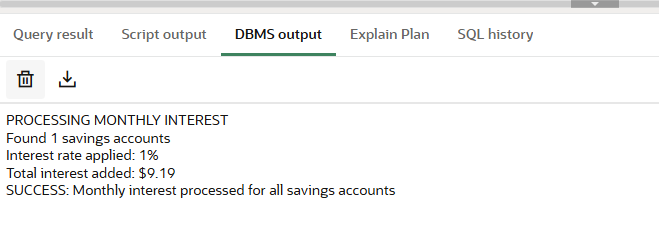 Query result Script output DBMS output Explain Plan SQL history
PROCESSING MONTHLY INTEREST
Found 1 savings accounts
Interest rate applied: 1%
Total interest added: $9.19
SUCCESS: Monthly interest processed for all savings accounts